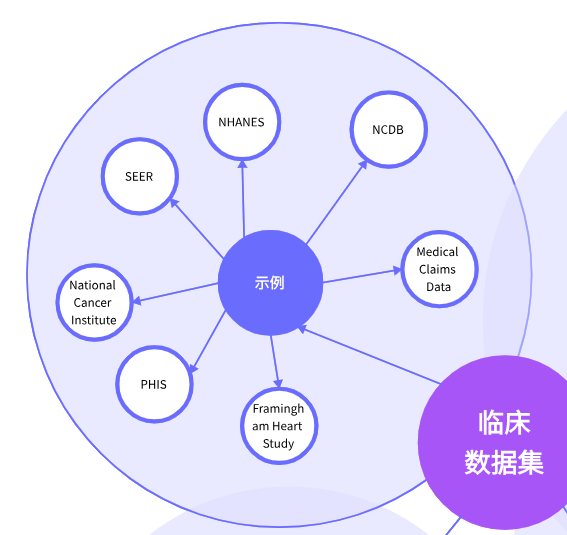 NHANES
NCDB
SEER
Medical
Claims
Data
示例
National
Cancer
Institute
PHIS
Framingh
am Heart
Study
临床
数据集